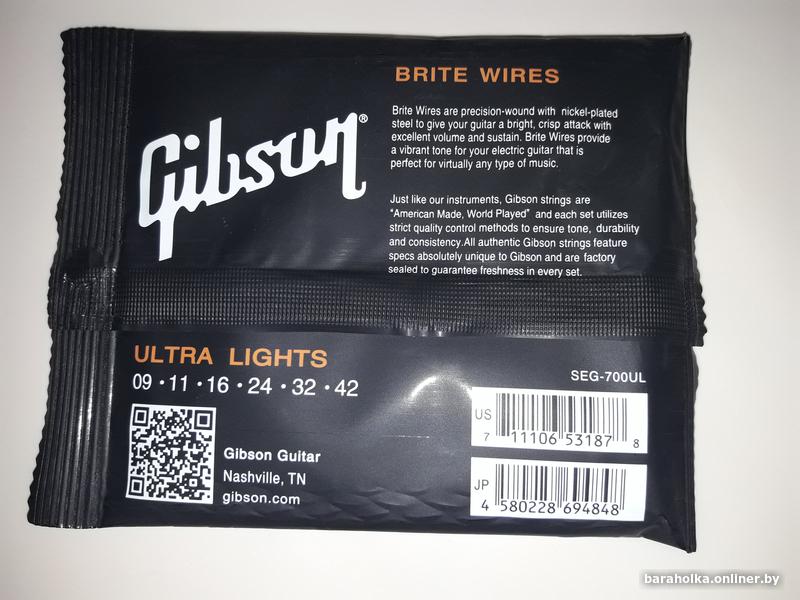 Gibson®
BRITE WIRES
Brite Wires are precision-wound with nickel-plated
steel to give your guitar a bright, crisp attack with
excellent volume and sustain. Brite Wires provide
a vibrant tone for your electric guitar that is
perfect for virtually any type of music.
Just like our instruments, Gibson strings are
"American Made, World Played" and each set utilizes
strict quality control methods to ensure tone, durability
and consistency.All authentic Gibson strings feature
specs absolutely unique to Gibson and are factory
sealed to guarantee freshness in every set.
ULTRA LIGHTS
09 · 11 · 16 · 24 · 32 · 42
Gibson Guitar
Nashville, TN
gibson.com
SEG-700UL
US
7 11106 53187 8
JP
4 580228 694848
baraholka.onliner.by